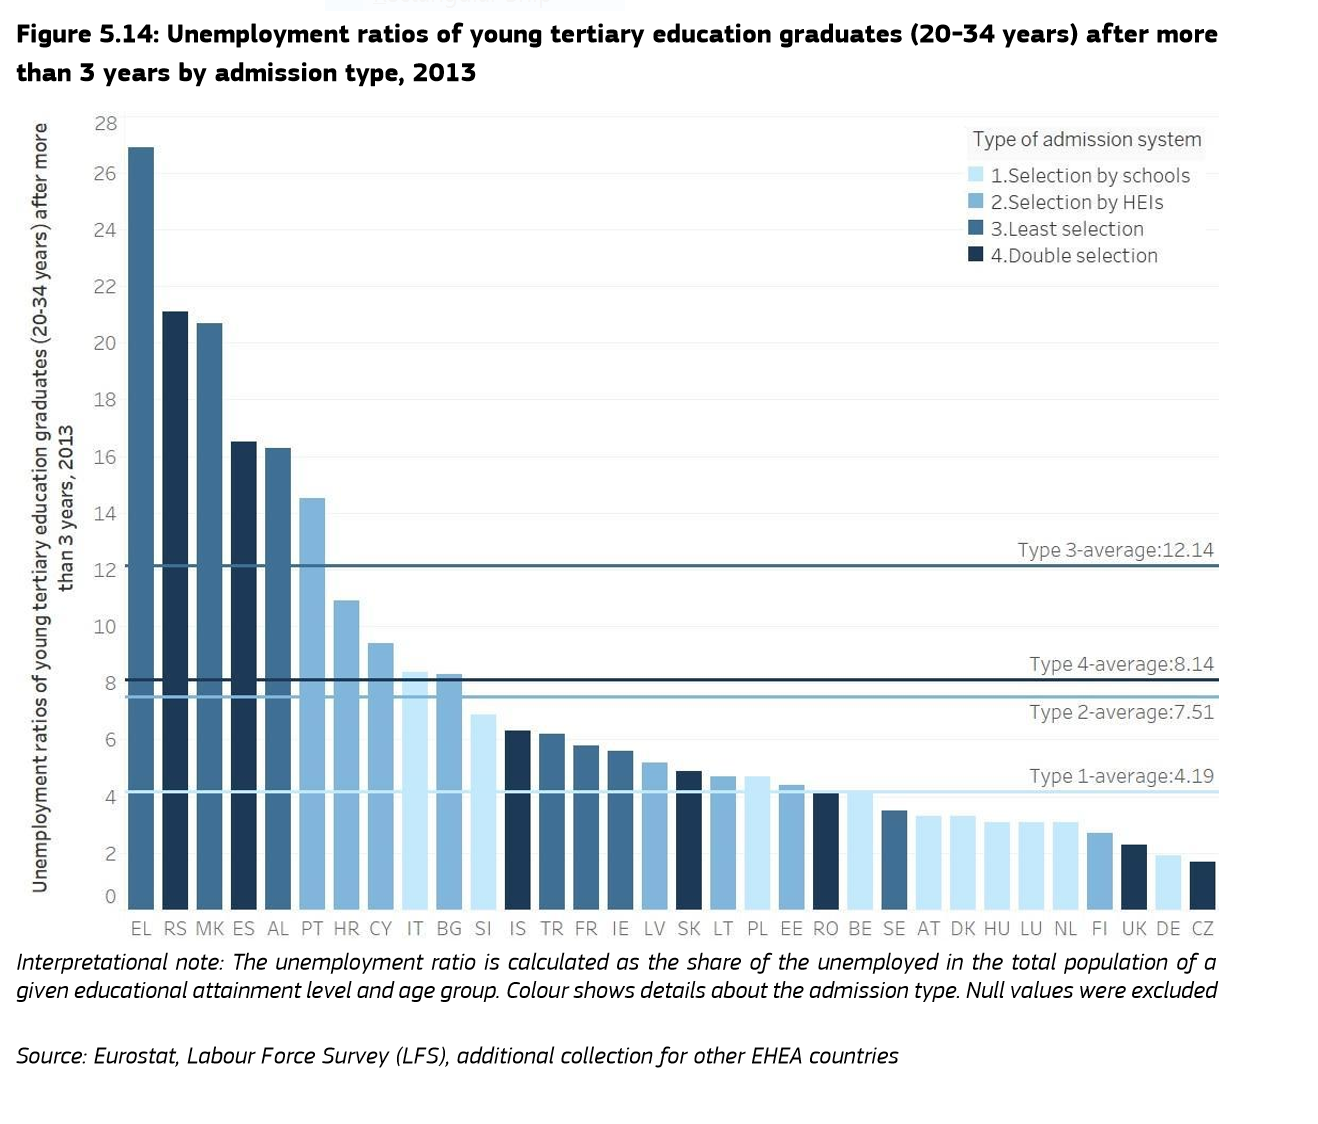 Figure 5.14: Unemployment ratios of young tertiary education graduates (20-34 years) after more
than 3 years by admission type, 2013
Unemployment ratios of young tertiary education graduates (20-34 years) after more
than 3 years, 2013
28
26
24
22
20
18
16
14
12
10
8
6
4
2
0
Type of admission system
1.Selection by schools
2.Selection by HEIs
3.Least selection
4.Double selection
Type 3-average:12.14
Type 4-average:8.14
Type 2-average:7.51
Type 1-average:4.19
EL RS MK ES AL PT HR CY IT BG SI IS TR FR IE LV SK LT PL EE RO BE SE AT DK HU LU NL FI UK DE CZ
Interpretational note: The unemployment ratio is calculated as the share of the unemployed in the total population of a
given educational attainment level and age group. Colour shows details about the admission type. Null values were excluded
Source: Eurostat, Labour Force Survey (LFS), additional collection for other EHEA countries